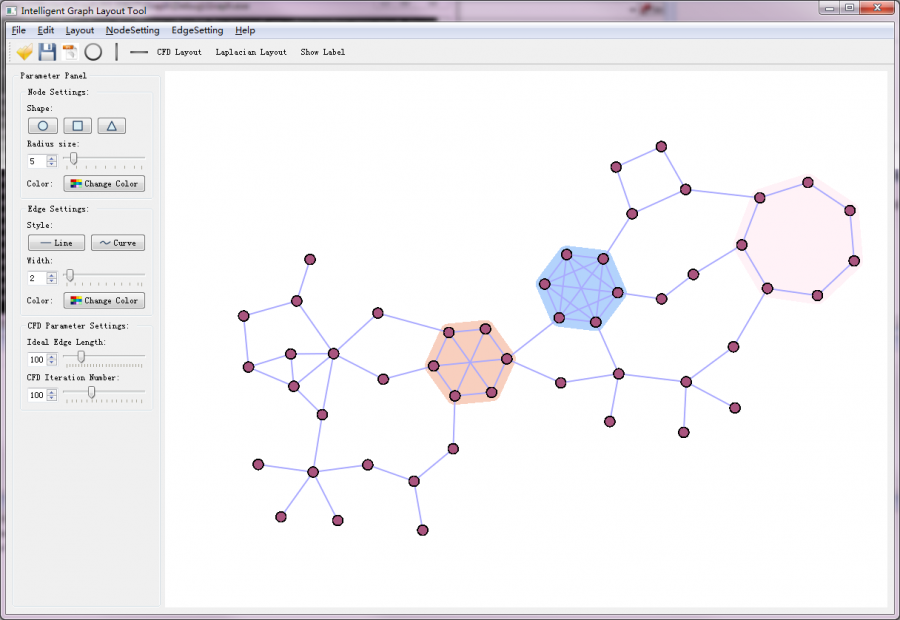 Intelligent Graph Layout Tool
File Edit Layout NodeSetting EdgeSetting Help
CFD Layout Laplacian Layout Show Label
Parameter Panel
Node Settings:
Shape:
Radius size:
5
Color: Change Color
Edge Settings:
Style:
Line Curve
Width:
2
Color: Change Color
CFD Parameter Settings:
Ideal Edge Length:
100
CFD Iteration Number:
100